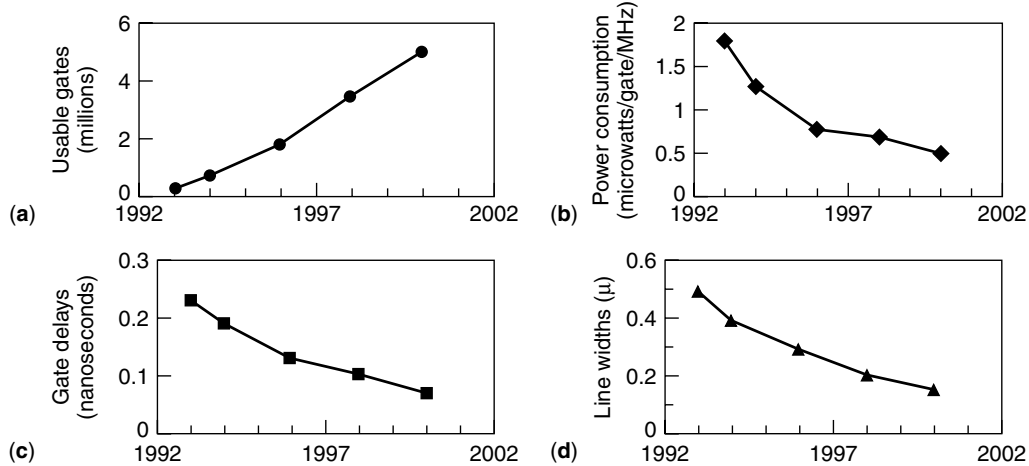 6
4
2
0
1992
1997
2002
Usable gates
(millions)
(a)
2
1.5
1
0.5
0
1992
1997
2002
Power consumption
(microwatts/gate/MHz)
(b)
0.3
0.2
0.1
0
1992
1997
2002
Gate delays
(nanoseconds)
(c)
0.6
0.4
0.2
0
1992
1997
2002
Line widths (μ)
(d)